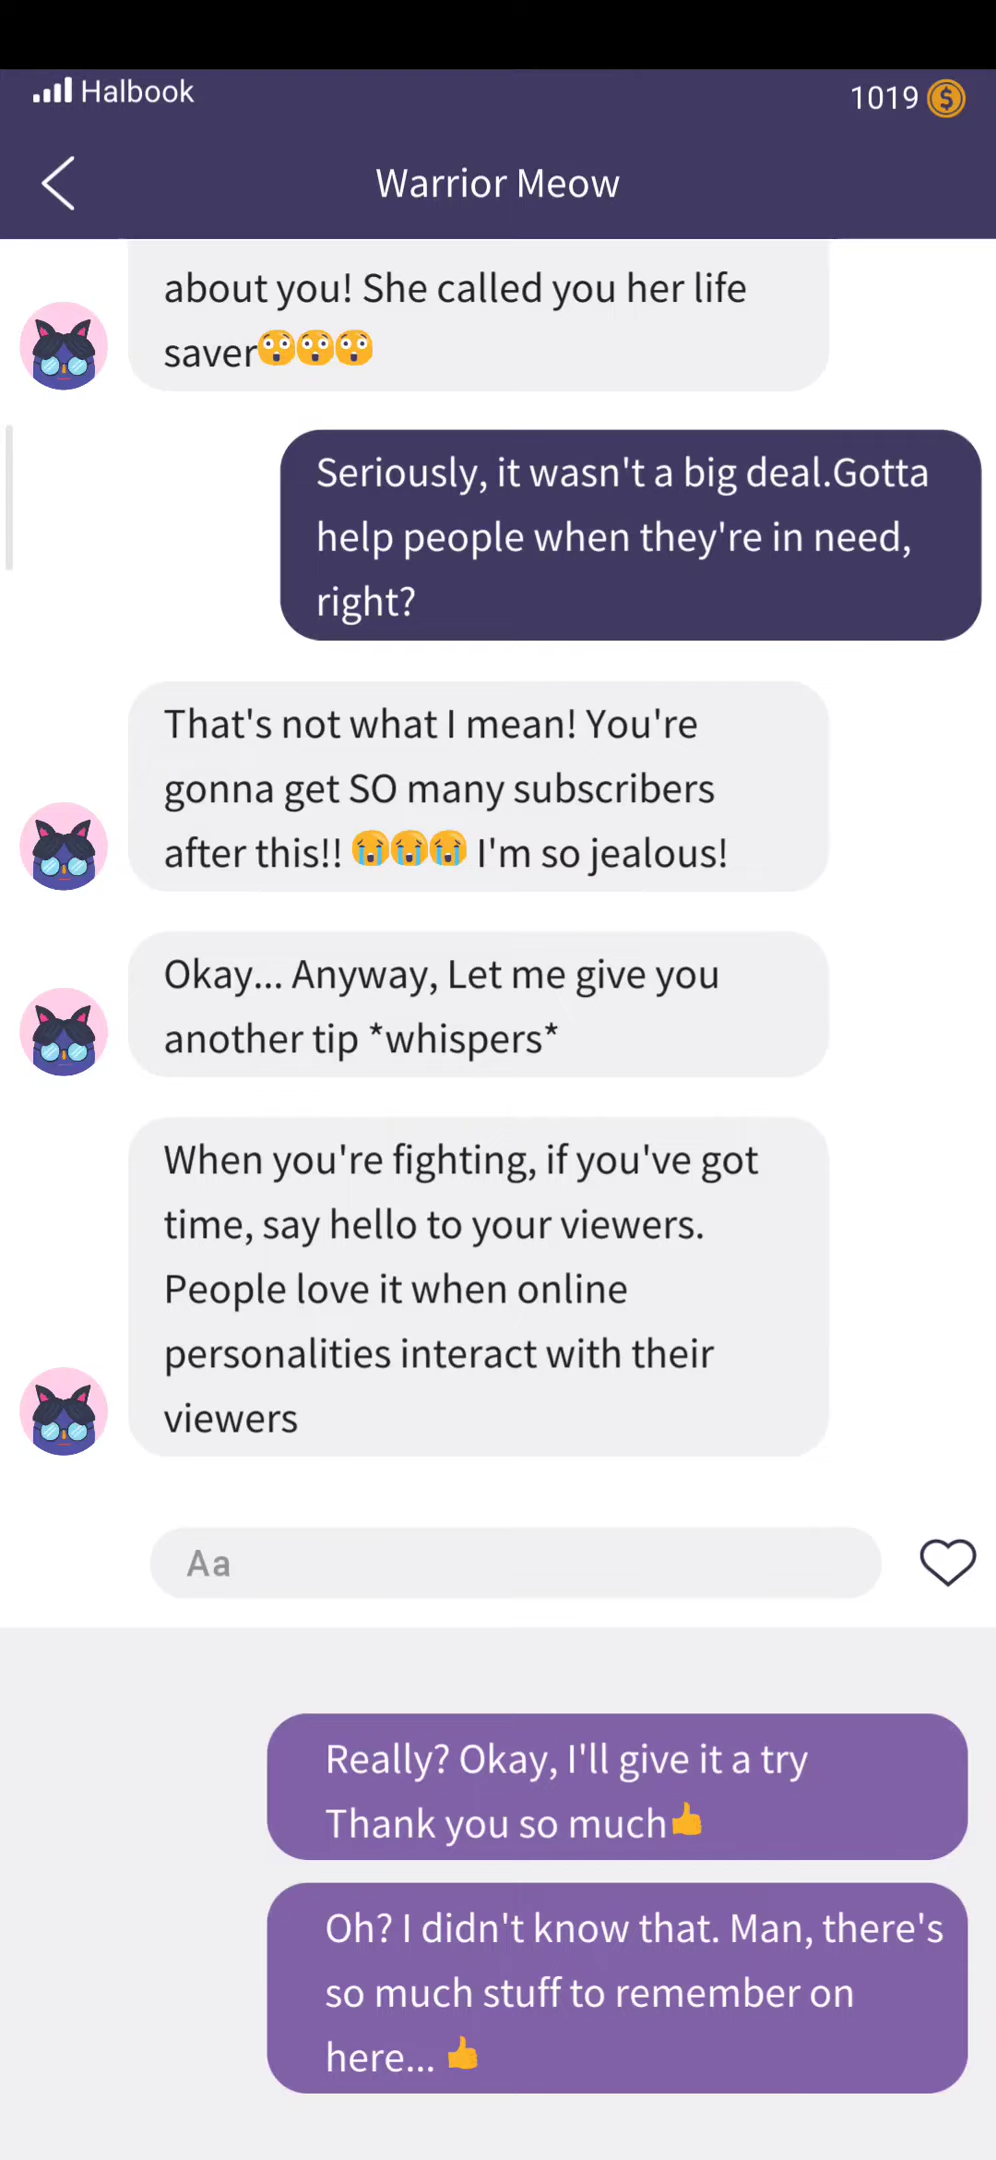 Halbook
1019
Warrior Meow
about you! She called you her life
saver😲😲😲
Seriously, it wasn't a big deal.Gotta
help people when they're in need,
right?
That's not what I mean! You're
gonna get SO many subscribers
after this!! 😭😭😭 I'm so jealous!
Okay... Anyway, Let me give you
another tip *whispers*
When you're fighting, if you've got
time, say hello to your viewers.
People love it when online
personalities interact with their
viewers
Aa
Really? Okay, I'll give it a try
Thank you so much👍
Oh? I didn't know that. Man, there's
so much stuff to remember on
here... 👍